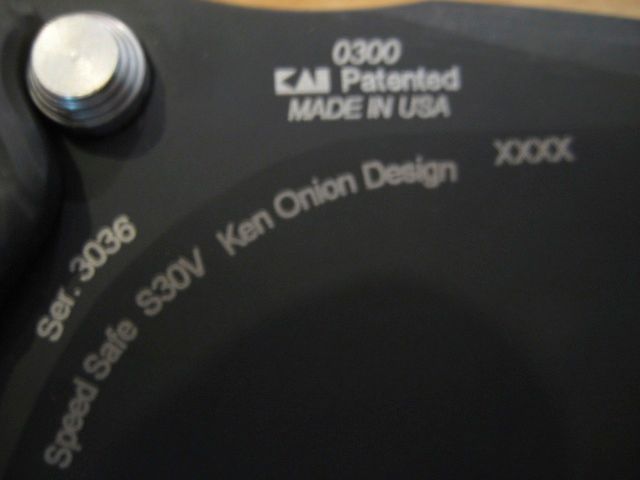 0300
KAI Patented
MADE IN USA
XXXX
Ken Onion Design
Ser. 3036
Speed Safe S30V